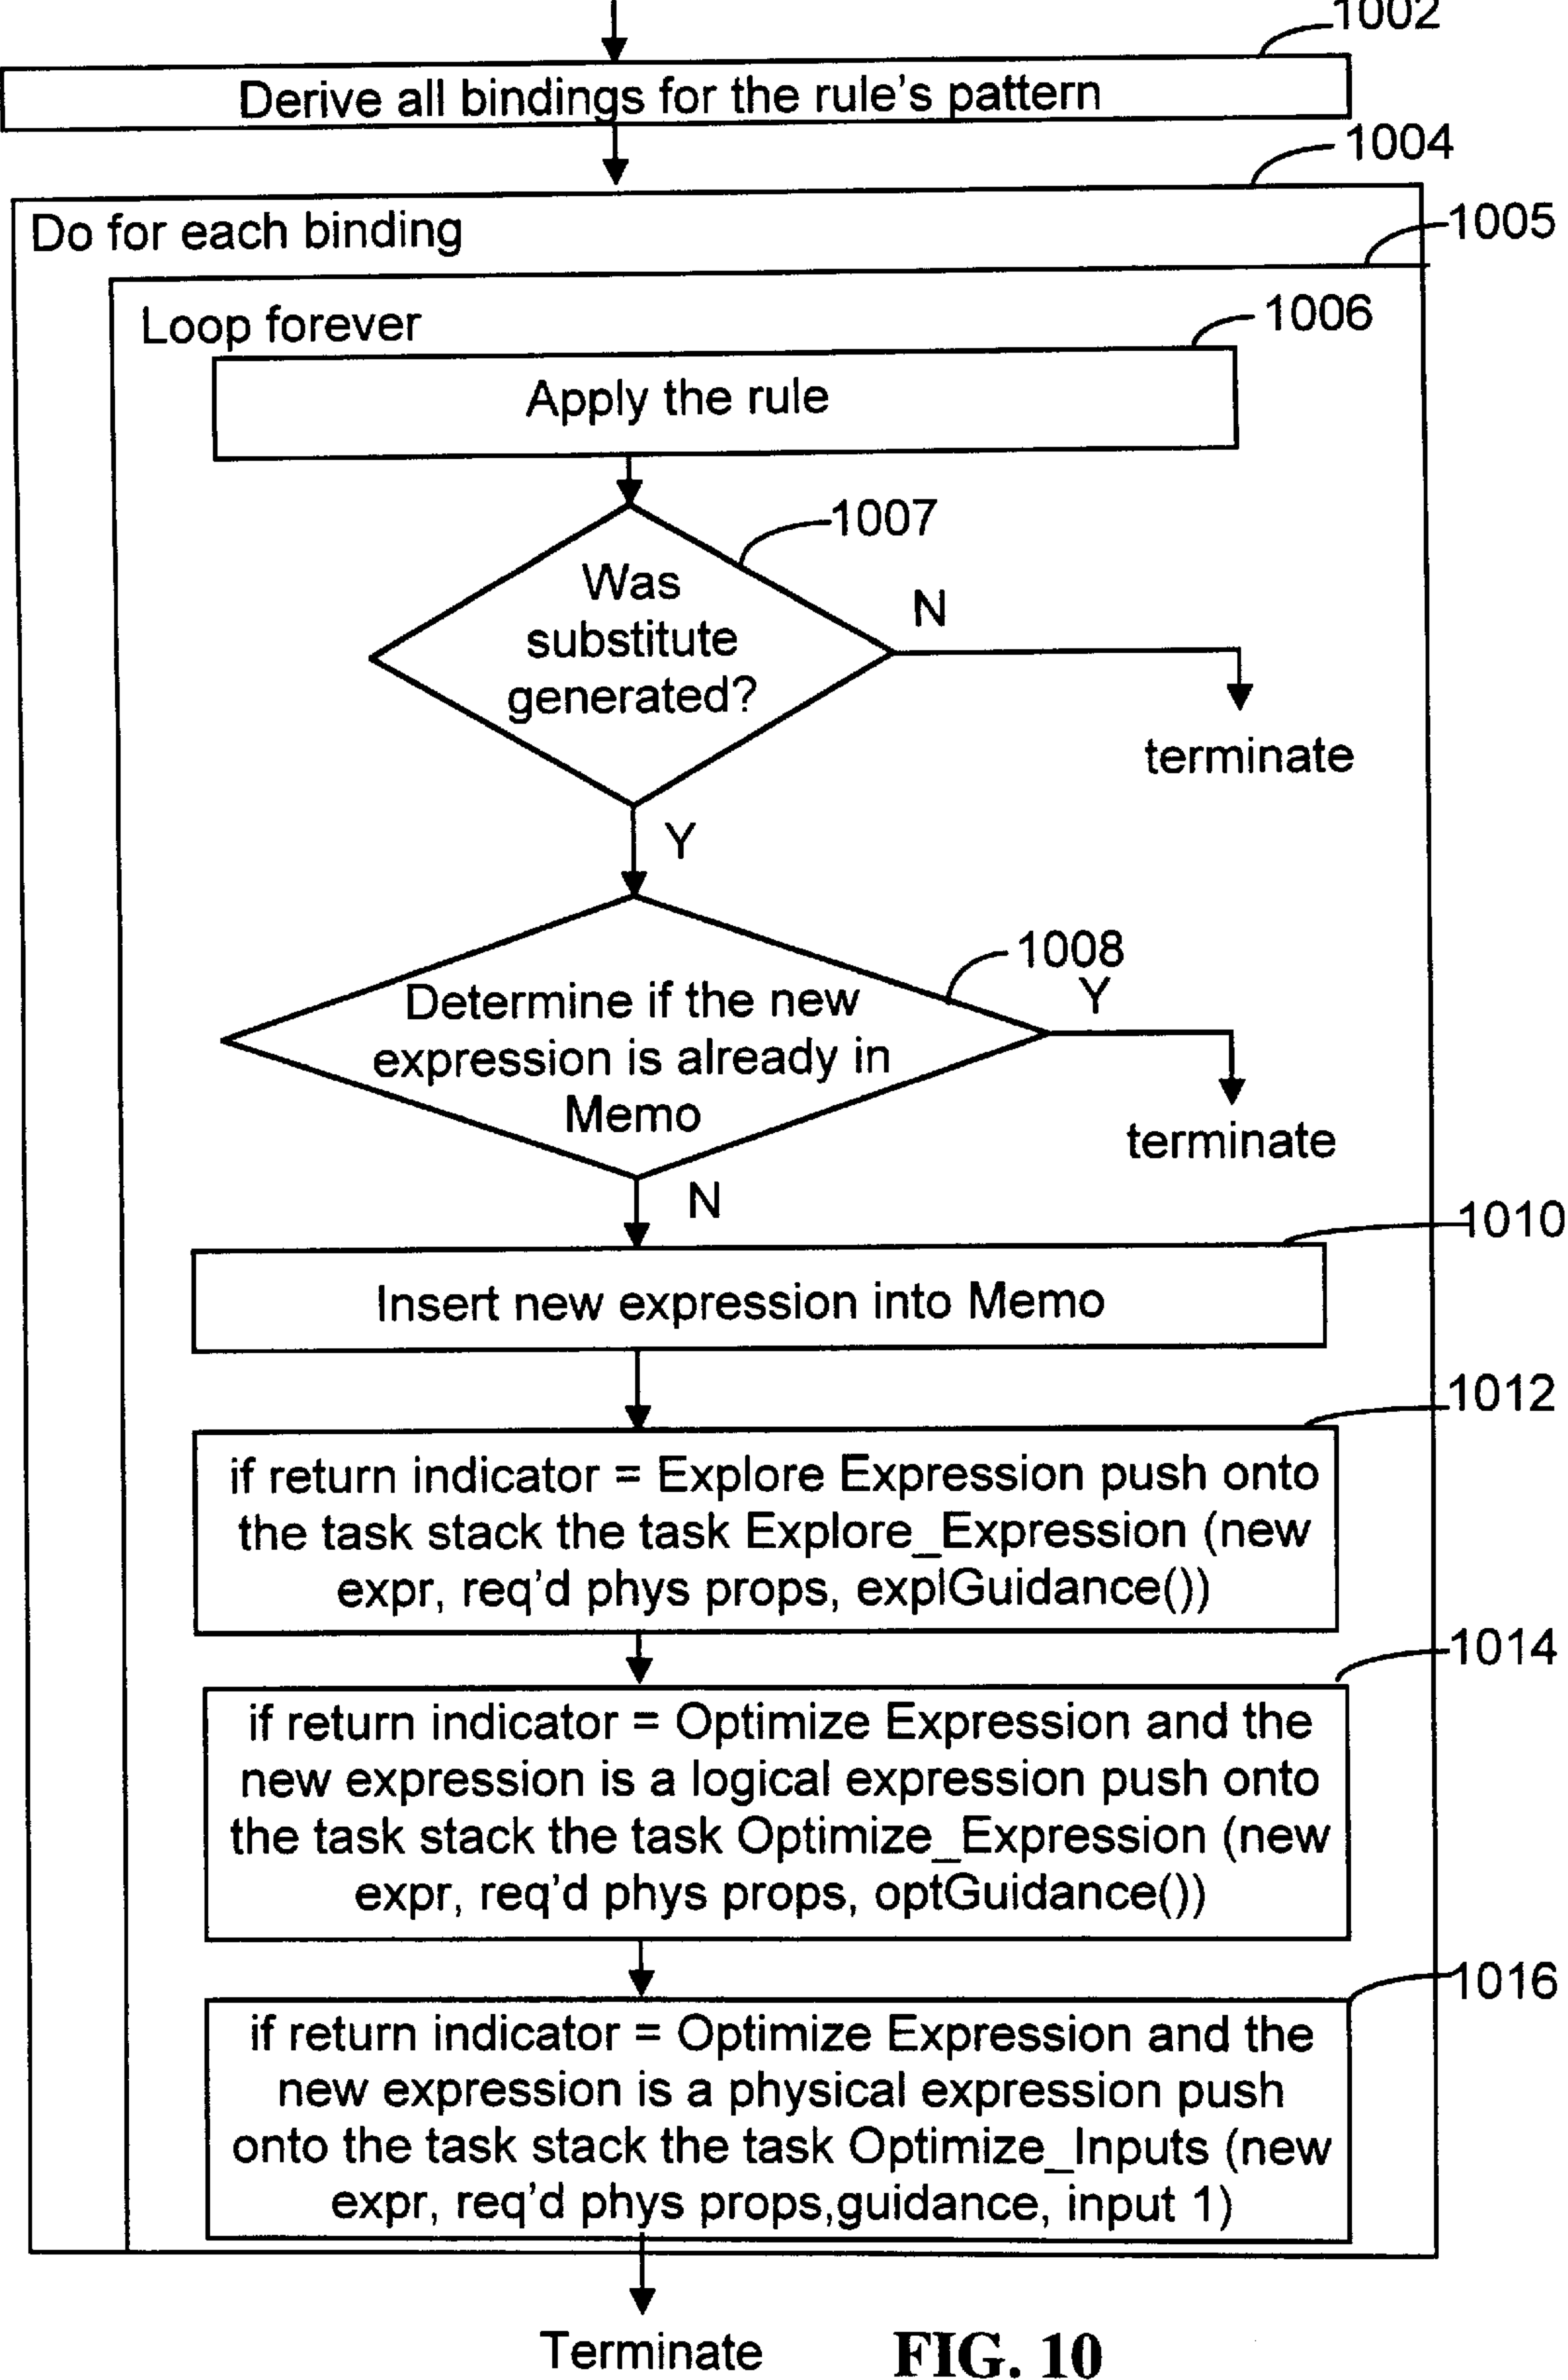 1002
Derive all bindings for the rule's pattern
1004
Do for each binding
1005
Loop forever
1006
Apply the rule
1007
Was
substitute
generated?
N
terminate
Y
1008
Determine if the new
expression is already in
Memo
Y
terminate
N
1010
Insert new expression into Memo
1012
if return indicator = Explore Expression push onto
the task stack the task Explore_Expression (new
expr, req'd phys props, explGuidance())
1014
if return indicator = Optimize Expression and the
new expression is a logical expression push onto
the task stack the task Optimize_Expression (new
expr, req'd phys props, optGuidance())
1016
if return indicator = Optimize Expression and the
new expression is a physical expression push
onto the task stack the task Optimize_Inputs (new
expr, req'd phys props,guidance, input 1)
Terminate
FIG. 10